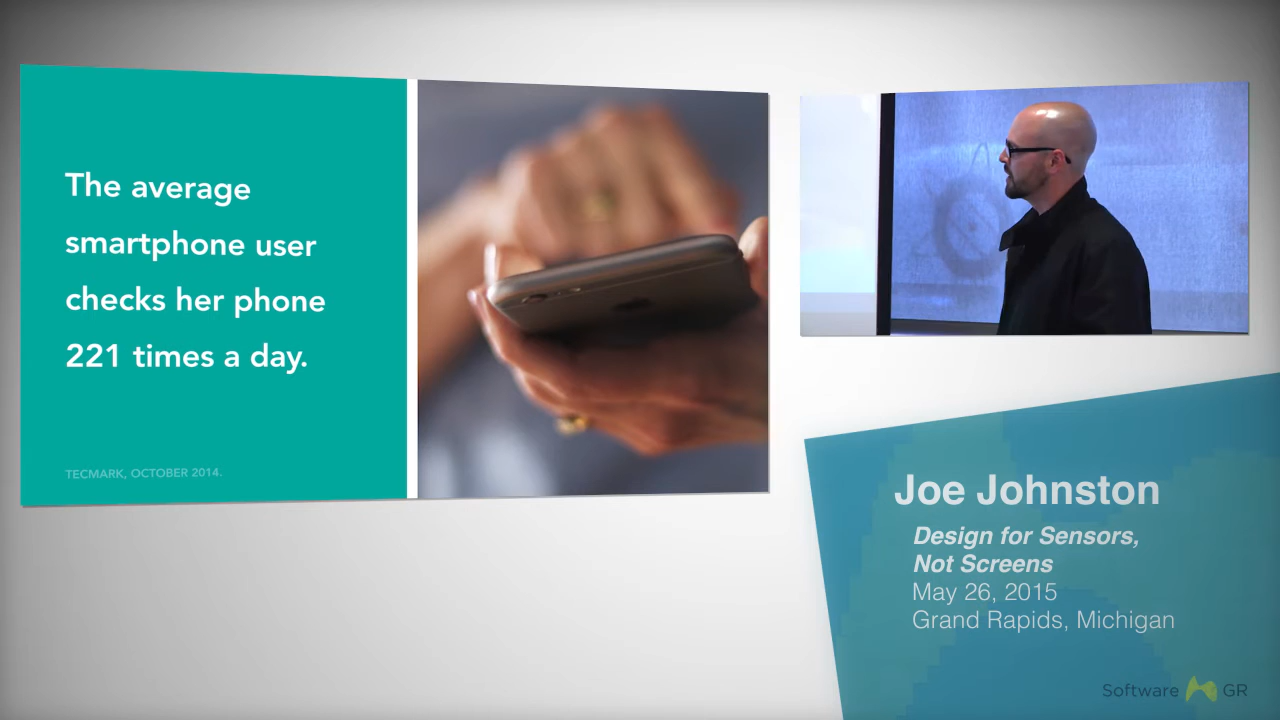 The average
smartphone user
checks her phone
221 times a day.
TECMARK, OCTOBER 2014.
Joe Johnston
Design for Sensors,
Not Screens
May 26, 2015
Grand Rapids, Michigan
Software GR